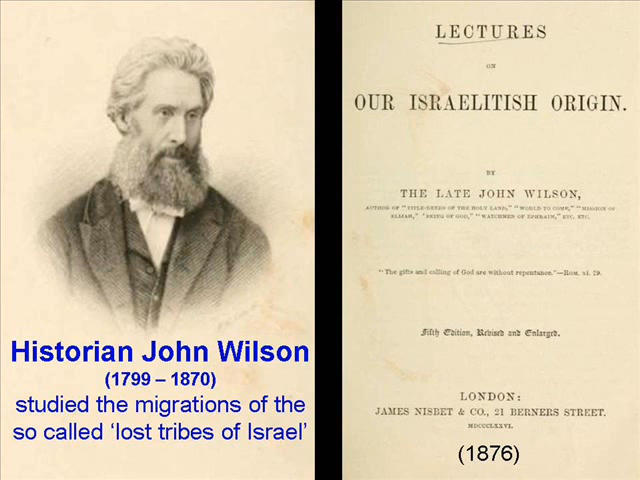 Historian John Wilson
(1799 – 1870)
studied the migrations of the
so called ‘lost tribes of Israel’
LECTURES
ON
OUR ISRAELITISH ORIGIN.
BY
THE LATE JOHN WILSON,
AUTHOR OF "TITLE-DEEDS OF THE HOLY LAND," "WORLD TO COME," "MISSION OF
ELIJAH," "BEING OF GOD," "WATCHMEN OF EPHRAIM," ETC. ETC.
"The gifts and calling of God are without repentance."—ROM. xi. 29.
Fifth Edition, Revised and Enlarged.
LONDON:
JAMES NISBET & CO., 21 BERNERS STREET.
MDCCCLXXVI.
(1876)